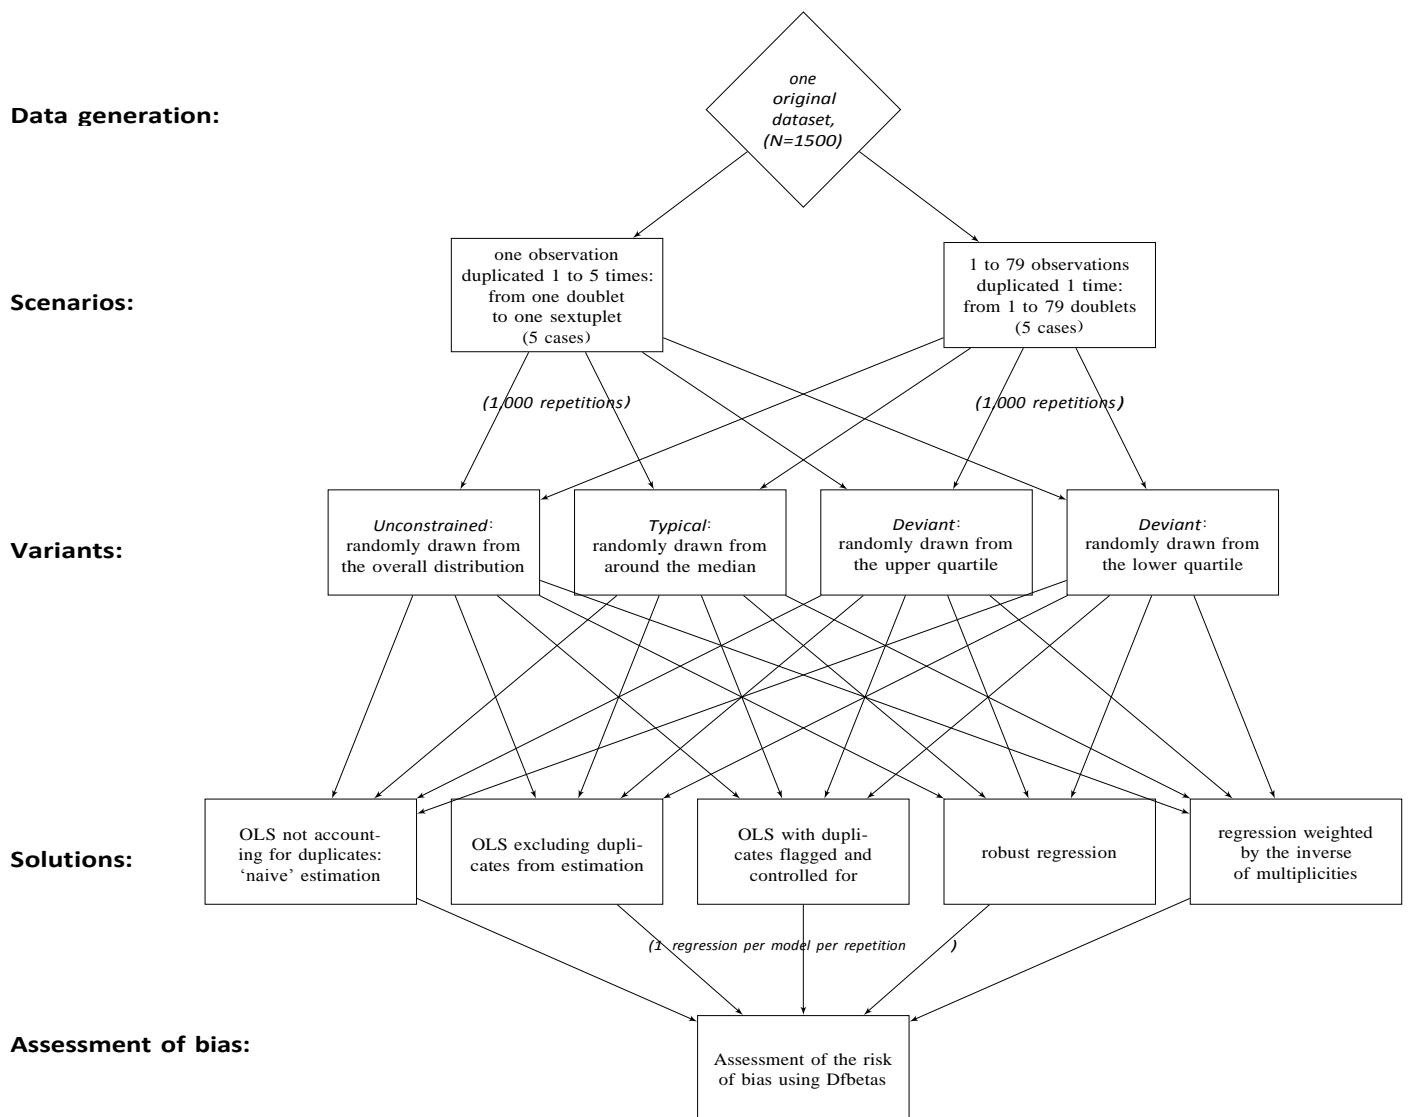 Data generation:
one
original
dataset,
(N=1500)
Scenarios:
one observation
duplicated 1 to 5 times:
from one doublet
to one sextuplet
(5 cases)
1 to 79 observations
duplicated 1 time:
from 1 to 79 doublets
(5 cases)
(1,000 repetitions)
(1,000 repetitions)
Variants:
Unconstrained:
randomly drawn from
the overall distribution
Typical:
randomly drawn from
around the median
Deviant:
randomly drawn from
the upper quartile
Deviant:
randomly drawn from
the lower quartile
Solutions:
OLS not account-
ing for duplicates:
‘naive’ estimation
OLS excluding dupli-
cates from estimation
OLS with dupli-
cates flagged and
controlled for
robust regression
regression weighted
by the inverse
of multiplicities
(1 regression per model per repetition )
Assessment of bias:
Assessment of the risk
of bias using Dfbetas